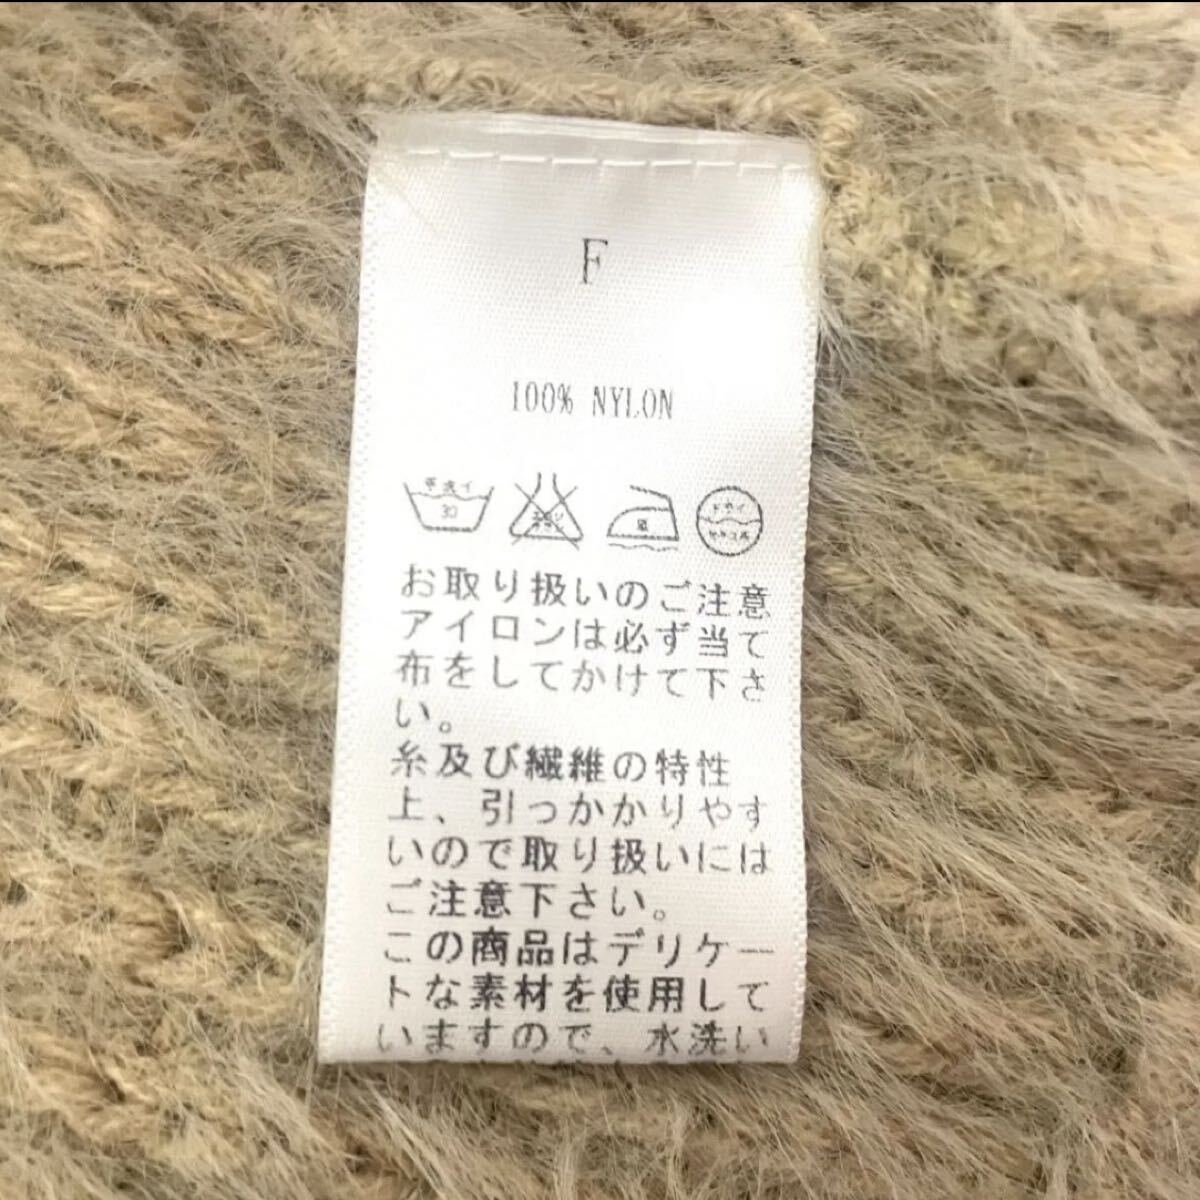 F
100% NYLON
手洗イ
30
エンソ
サラシ
ドライ
セキユ系
お取り扱いのご注意
アイロンは必ず当て
布をして​かけて下さ
い。
糸及び繊維の特性
上、引っかかりやす
いので取り扱いには
ご注意下さい。
この商品はデリケー
トな素材を使用して
いますので、水洗い